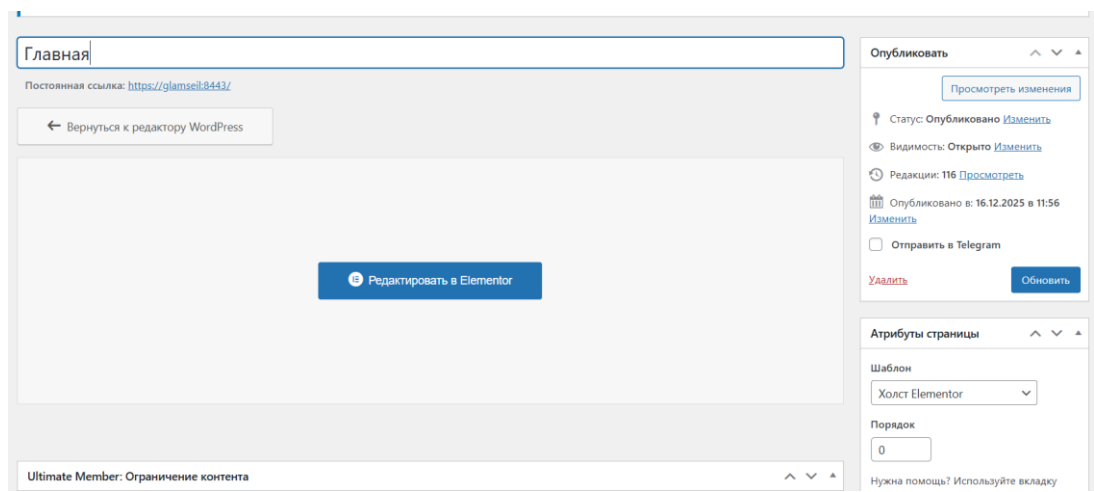 Главная
Постоянная ссылка: https://glamseil:8443/
← Вернуться к редактору WordPress
Редактировать в Elementor
Ultimate Member: Ограничение контента
Опубликовать
Просмотреть изменения
Статус: Опубликовано Изменить
Видимость: Открыто Изменить
Редакции: 116 Просмотреть
Опубликовано в: 16.12.2025 в 11:56
Изменить
Отправить в Telegram
Удалить
Обновить
Атрибуты страницы
Шаблон
Холст Elementor
Порядок
0
Нужна помощь? Используйте вкладку